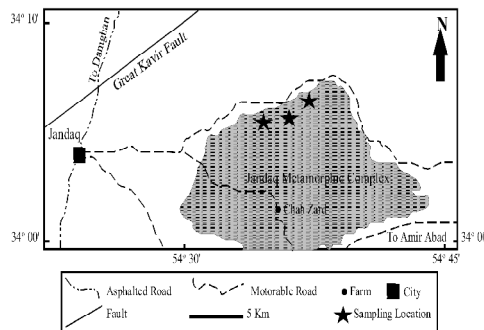 34° 10'
N
To Damghan
Great Kavir Fault
Jandaq
Jandaq Metamorphic Complex
Chah Zard
34° 00'
To Amir Abad
34° 00
54° 30'
54° 45
Asphalted Road
Motorable Road
Farm
City
Fault
5 Km
Sampling Location